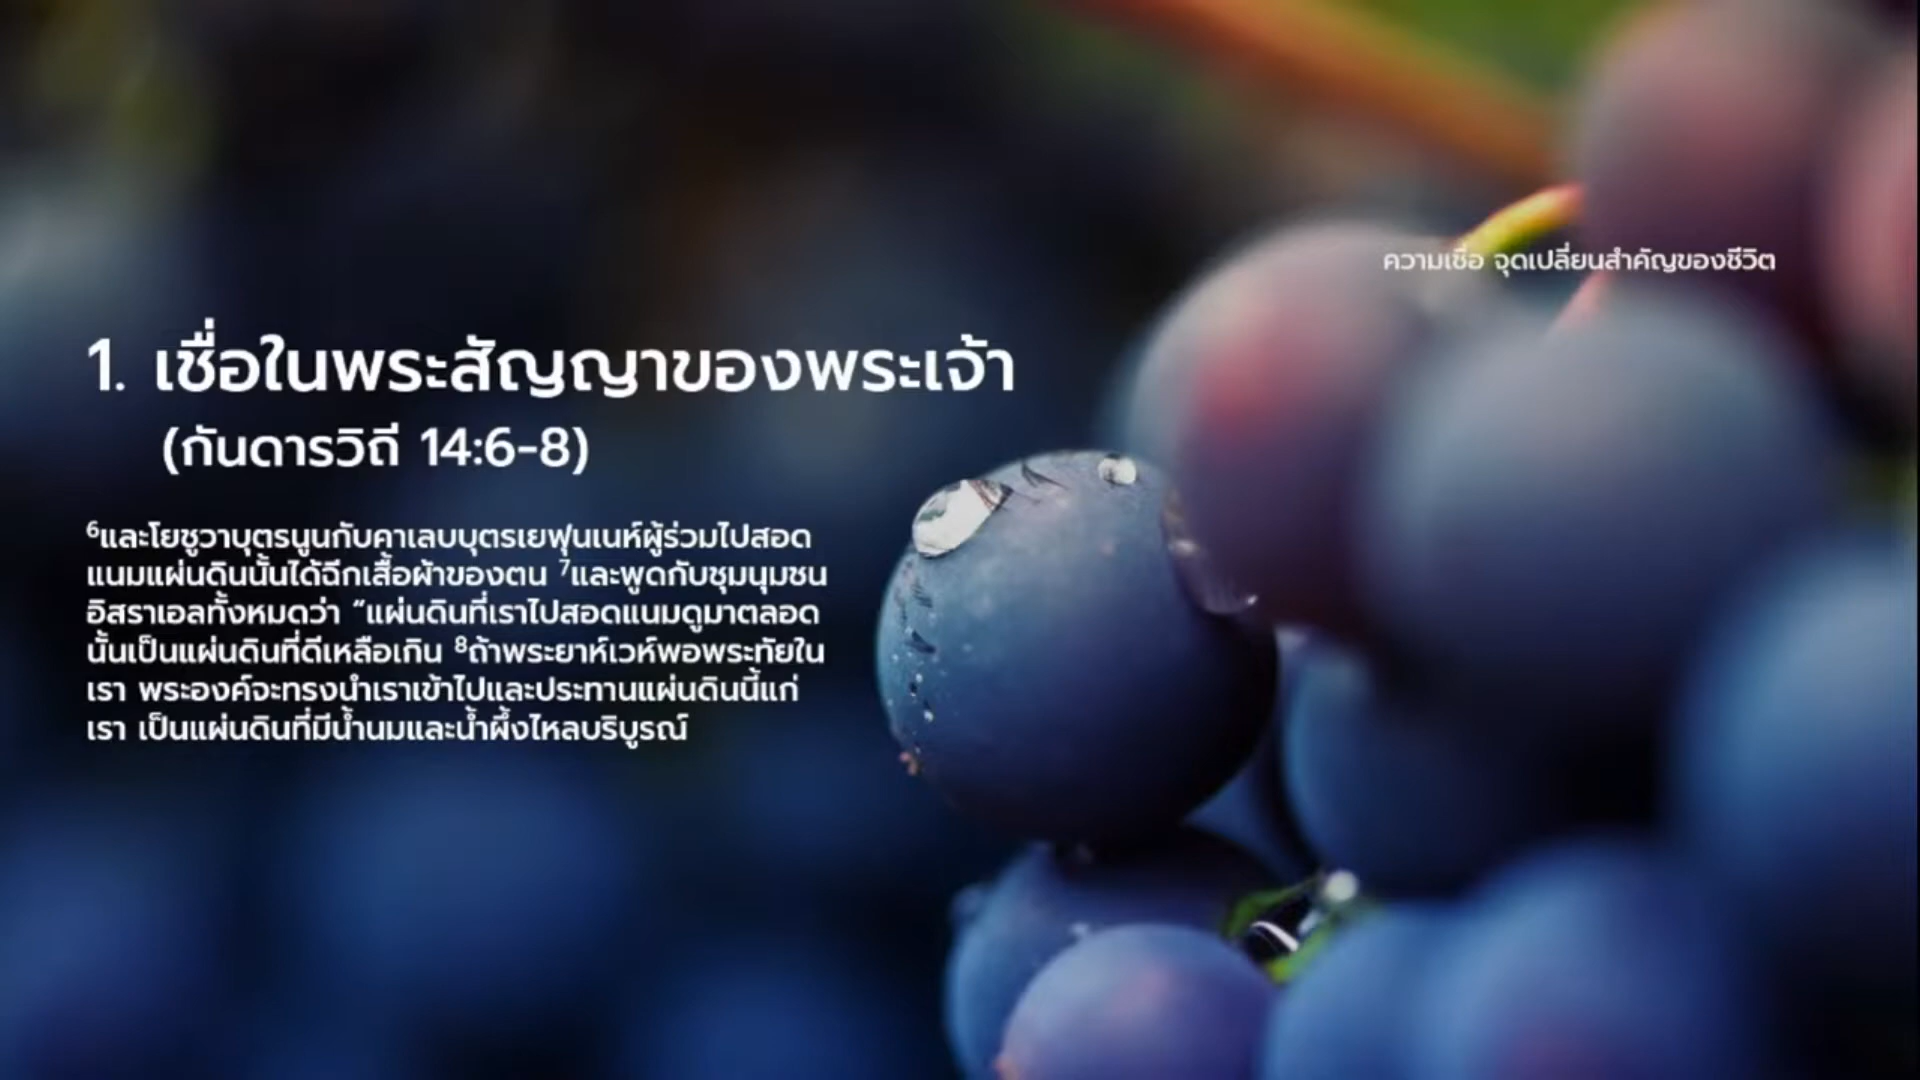 ความเชื่อ จุดเปลี่ยนสำคัญของชีวิต
1. เชื่อในพระสัญญาของพระเจ้า
(กันดารวิถี 14:6-8)
⁶และโยชูวาบุตรนูนกับคาเลบบุตรเยฟุนเนห์ผู้ร่วมไปสอด
แนมแผ่นดินนั้นได้ฉีกเสื้อผ้าของตน ⁷และพูดกับชุมนุมชน
อิสราเอลทั้งหมดว่า “แผ่นดินที่เราไปสอดแนมดูมาตลอด
นั้นเป็นแผ่นดินที่ดีเหลือเกิน ⁸ถ้าพระยาห์เวห์พอพระทัยใน
เรา พระองค์จะทรงนำเราเข้าไปและประทานแผ่นดินนี้แก่
เรา เป็นแผ่นดินที่มีน้ำนมและน้ำผึ้งไหลบริบูรณ์